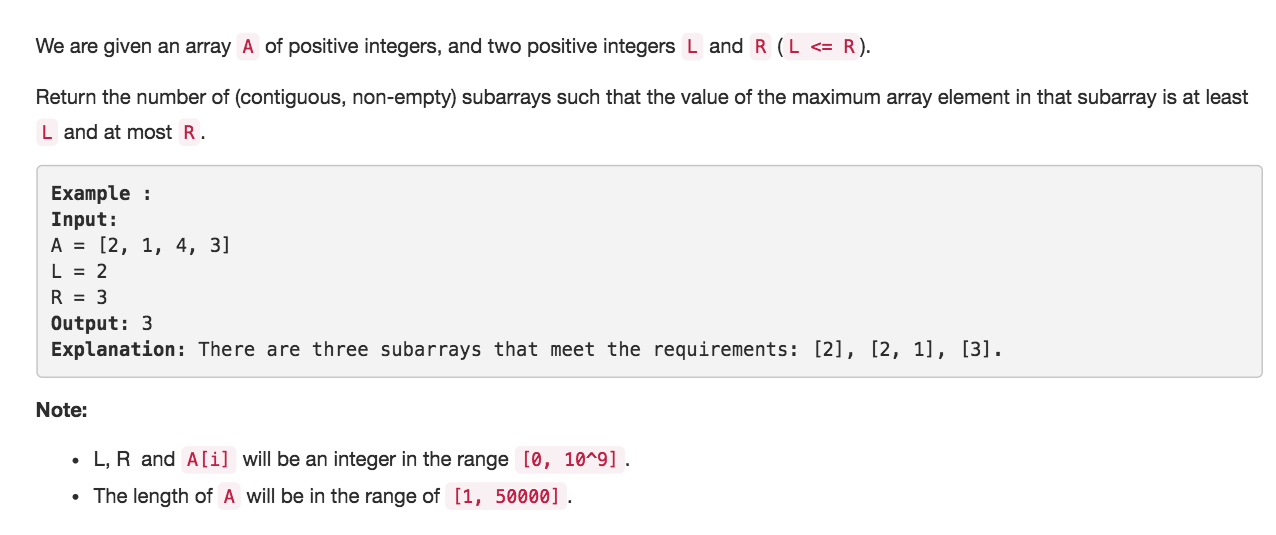 We are given an array A of positive integers, and two positive integers L and R ( L <= R ).
Return the number of (contiguous, non-empty) subarrays such that the value of the maximum array element in that subarray is at least
L and at most R .
Example :
Input:
A = [2, 1, 4, 3]
L = 2
R = 3
Output: 3
Explanation: There are three subarrays that meet the requirements: [2], [2, 1], [3].
Note:
• L, R and A[i] will be an integer in the range [0, 10^9] .
• The length of A will be in the range of [1, 50000] .